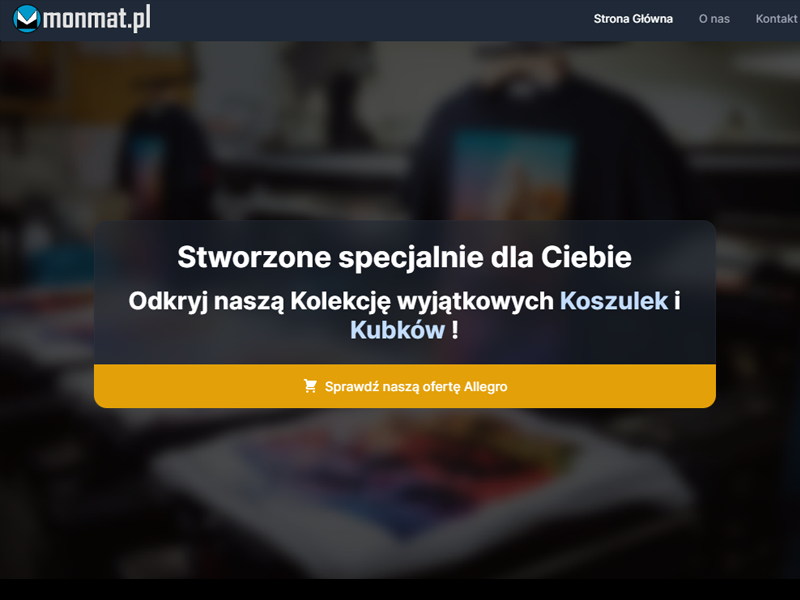 monmat.pl
Strona Główna O nas Kontakt
Stworzone specjalnie dla Ciebie
Odkryj naszą Kolekcję wyjątkowych Koszulek i
Kubków !
Sprawdź naszą ofertę Allegro